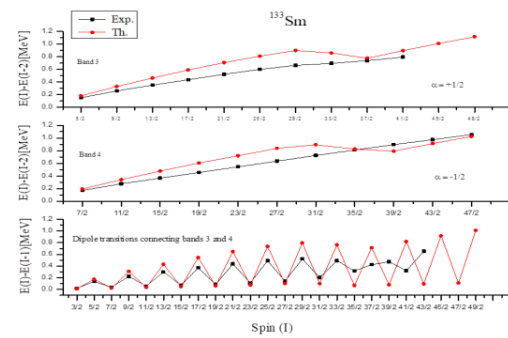 133Sm
Exp.
Th.
E(I)-E(I-2)[MeV]
1.2
1.0
0.8
0.6
0.4
0.2
0.0
Band 3
α = +1/2
5/2 9/2 13/2 17/2 21/2 25/2 29/2 33/2 37/2 41/2 45/2 49/2
E(I)-E(I-2)[MeV]
1.2
1.0
0.8
0.6
0.4
0.2
0.0
Band 4
α = -1/2
7/2 11/2 15/2 19/2 23/2 27/2 31/2 35/2 39/2 43/2 47/2
E(I)-E(I-1)[MeV]
1.2
1.0
0.8
0.6
0.4
0.2
0.0
Dipole transitions connecting bands 3 and 4
3/2 5/2 7/2 9/2 11/2 13/2 15/2 17/2 19/2 21/2 23/2 25/2 27/2 29/2 31/2 33/2 35/2 37/2 39/2 41/2 43/2 45/2 47/2 49/2
Spin (I)